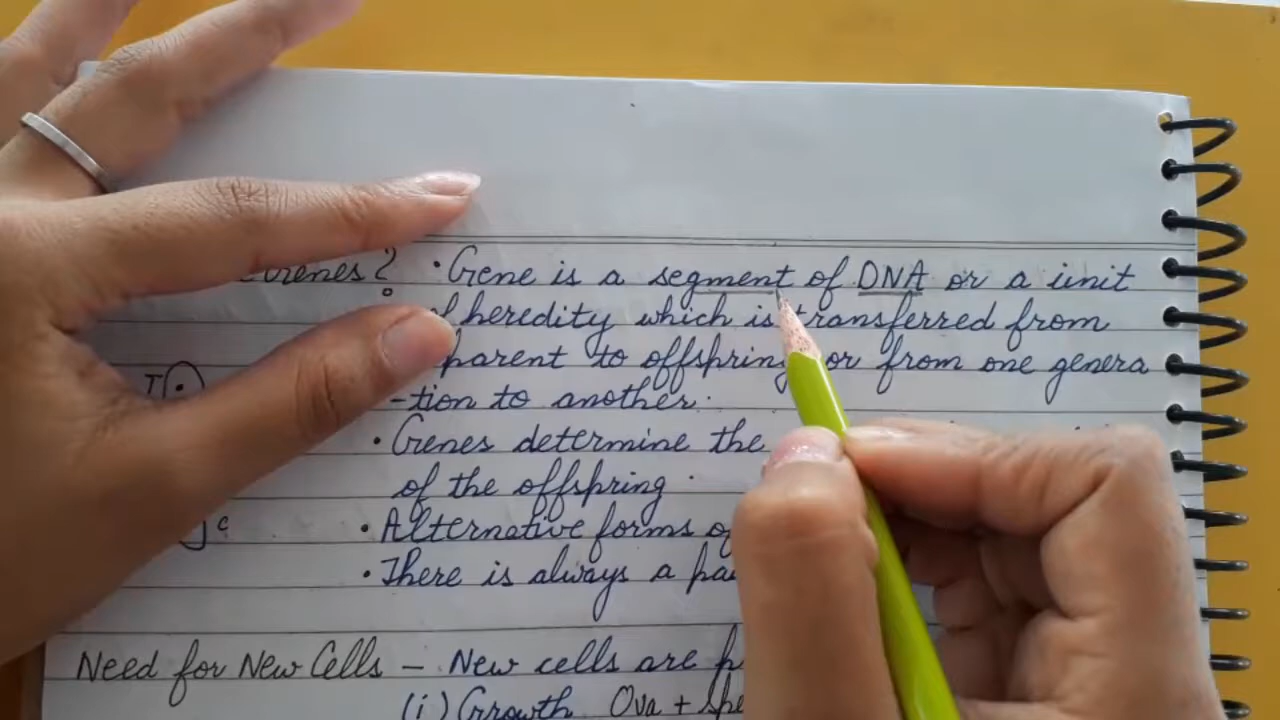 Genes? • Gene is a segment of DNA or a unit
of heredity which is transferred from
parent to offspring or from one genera
-tion to another.
• Genes determine the
of the offspring.
T
• Alternative forms of
c
• There is always a
Need for New Cells — New cells are
(i) Growth Ova +